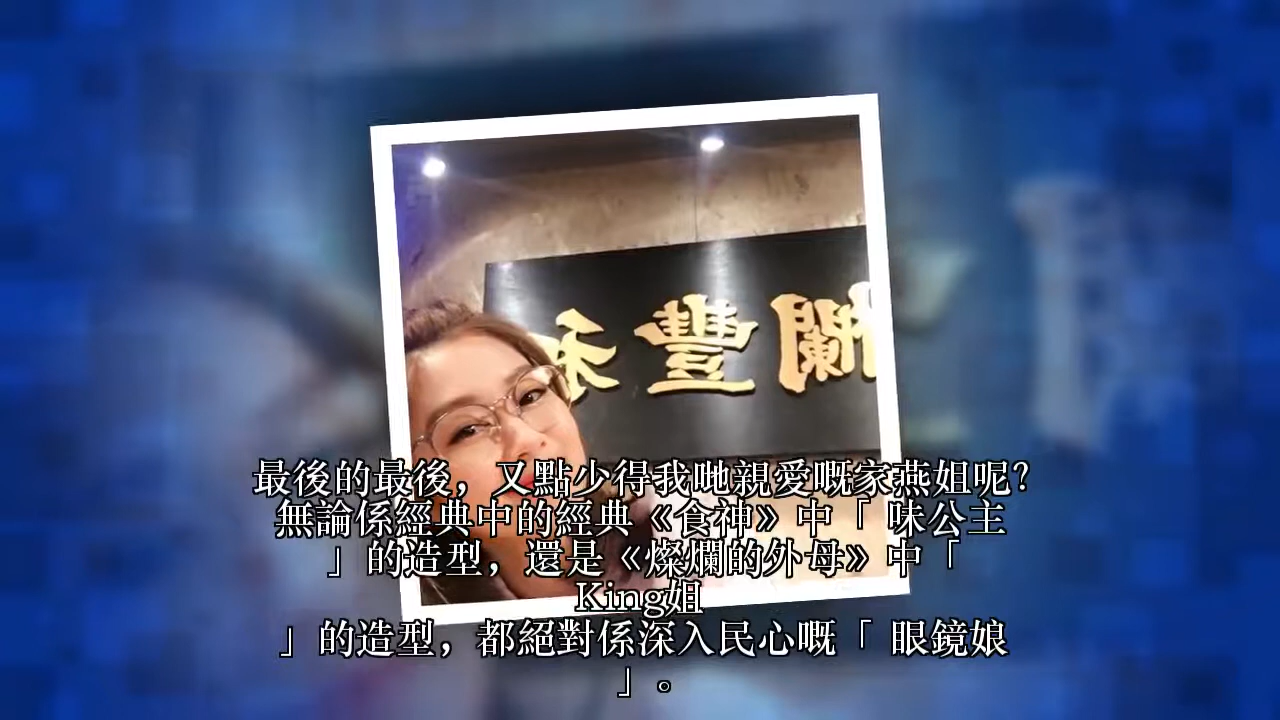 和豐爛
最後的最後，又點少得我哋親愛嘅家燕姐呢？
無論係經典中的經典《食神》中「 味公主
」的造型，還是《燦爛的外母》中「
King姐
」的造型，都絕對係深入民心嘅「 眼鏡娘
」。